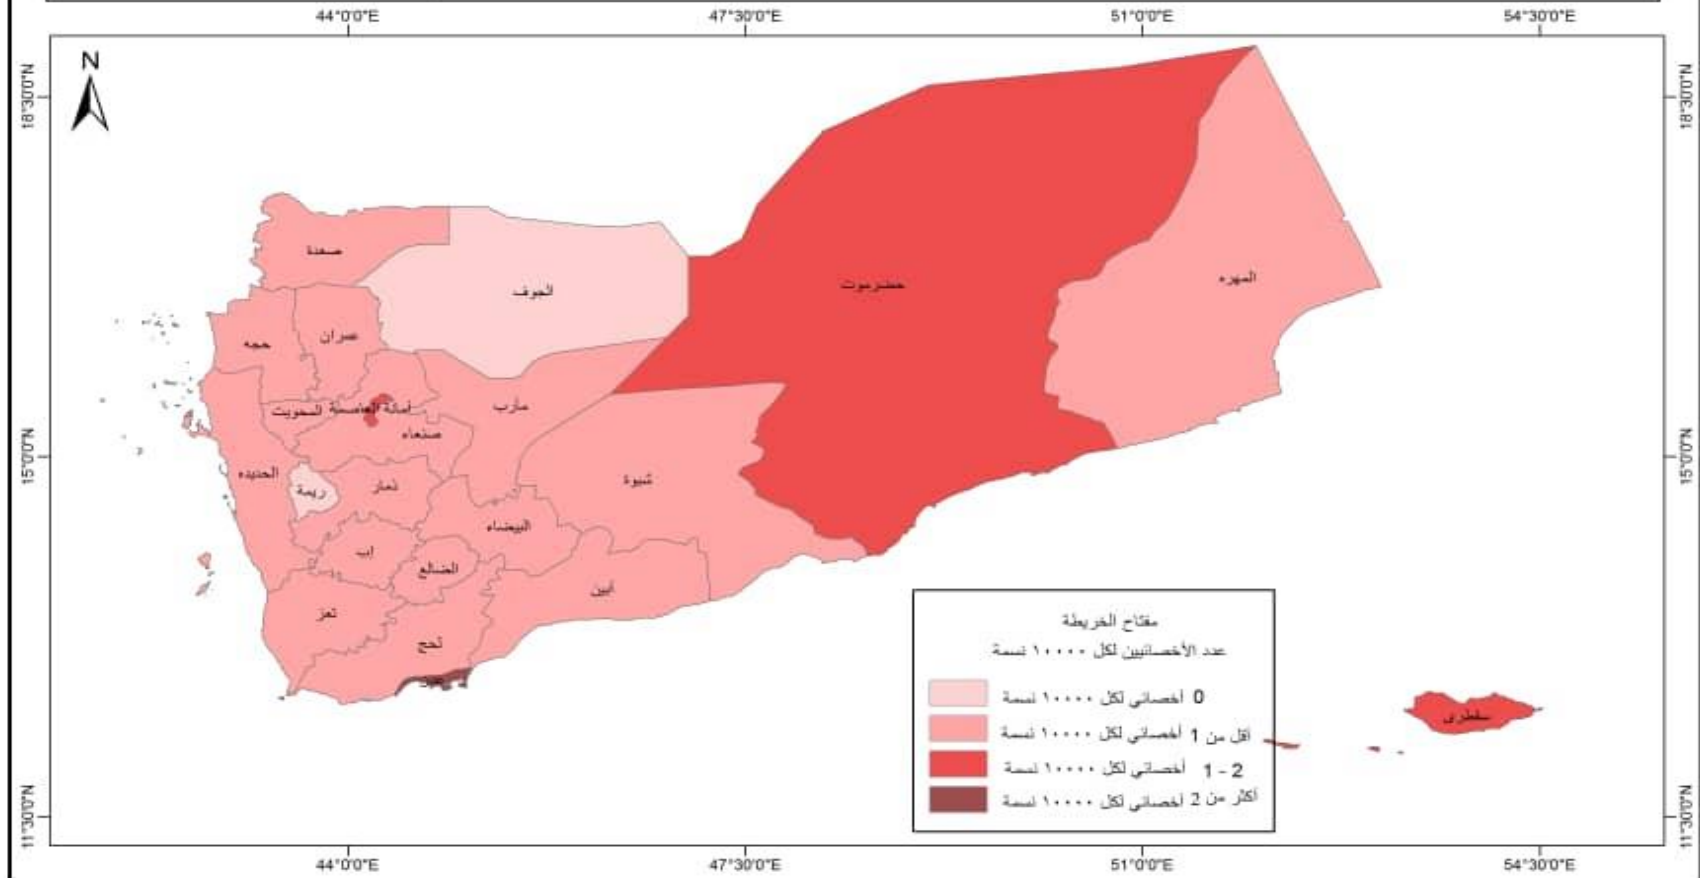 44°0'0"E 47°30'0"E 51°0'0"E 54°30'0"E
N
18°30'0"N 18°30'0"N
صعدة
الجوف
حضرموت
المهره
حجه
عمران
مأرب
المحويت
أمانة العاصمة
صنعاء
الحديده
ريمة
ذمار
شبوة
البيضاء
إب
الضالع
أبين
تعز
لحج
عدن
سقطرى
15°0'0"N 15°0'0"N
مفتاح الخريطة
عدد الأخصائيين لكل ١٠٠٠٠ نسمة
0 أخصائي لكل ١٠٠٠٠ نسمة
أقل من 1 أخصائي لكل ١٠٠٠٠ نسمة
1 - 2 أخصائي لكل ١٠٠٠٠ نسمة
أكثر من 2 أخصائي لكل ١٠٠٠٠ نسمة
11°30'0"N 11°30'0"N
44°0'0"E 47°30'0"E 51°0'0"E 54°30'0"E